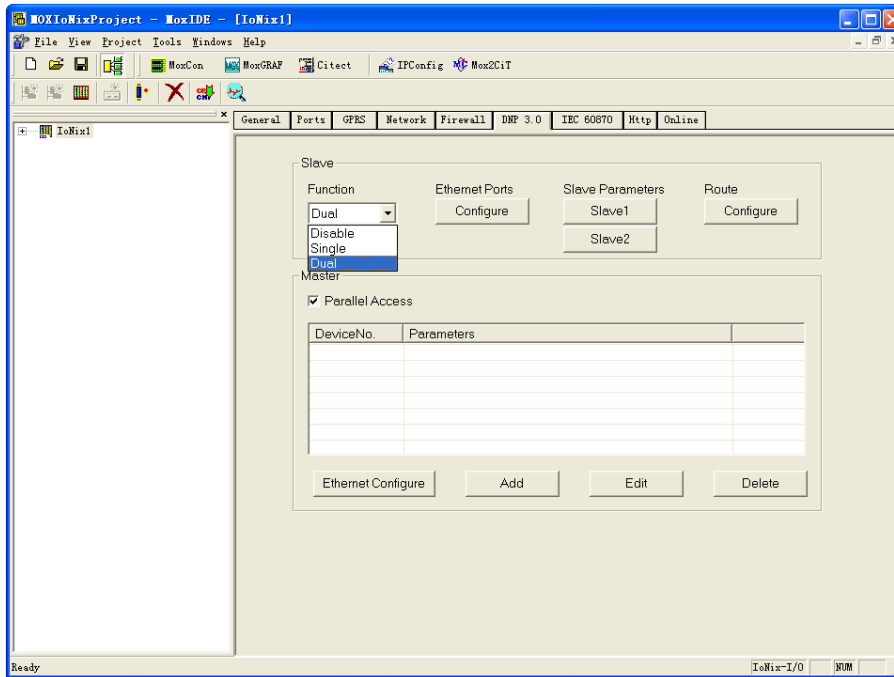 MOXIoNixProject - MoxIDE - [IoNix1]
File View Project Tools Windows Help
MoxCon MoxGRAF Citect IPConfig Mox2CiT
IoNix1
General Ports GPRS Network Firewall DNP 3.0 IEC 60870 Http Online
Slave
Function Ethernet Ports Slave Parameters Route
Dual Configure Slave1 Configure
Disable
Slave2
Single
Dual
Master
Parallel Access
DeviceNo. Parameters
Ethernet Configure Add Edit Delete
Ready IoNix-I/O NUM